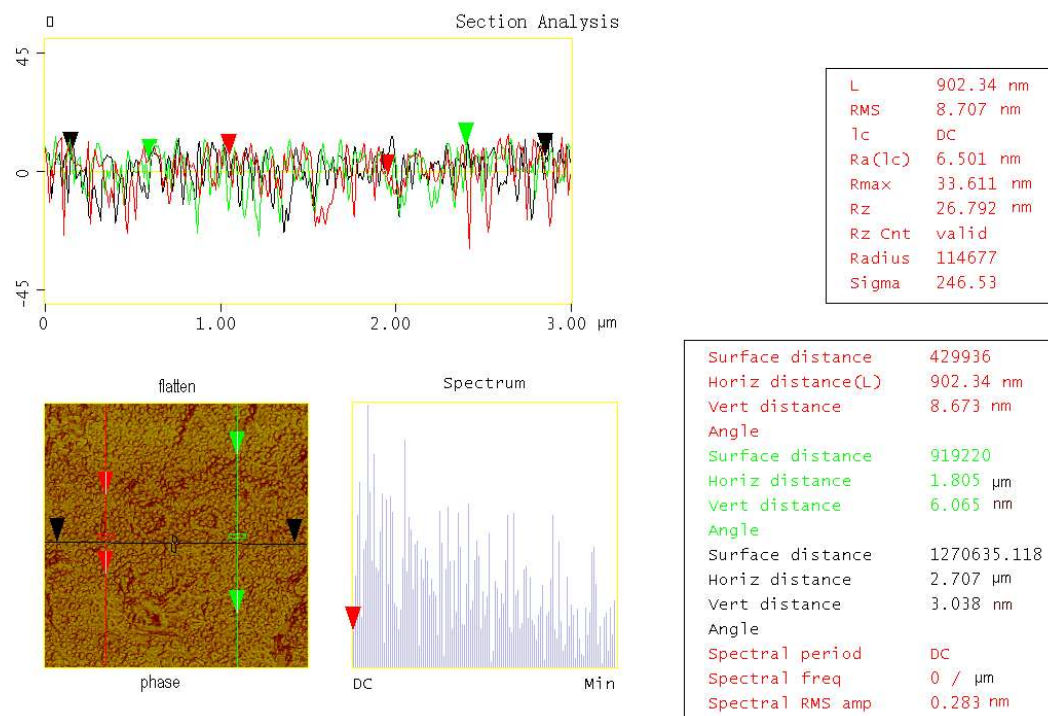 Section Analysis
45
0
-45
0 1.00 2.00 3.00 µm
L 902.34 nm
RMS 8.707 nm
lc DC
Ra(lc) 6.501 nm
Rmax 33.611 nm
Rz 26.792 nm
Rz Cnt valid
Radius 114677
Sigma 246.53
flatten
phase
Spectrum
DC Min
Surface distance 429936
Horiz distance(L) 902.34 nm
Vert distance 8.673 nm
Angle
Surface distance 919220
Horiz distance 1.805 µm
Vert distance 6.065 nm
Angle
Surface distance 1270635.118
Horiz distance 2.707 µm
Vert distance 3.038 nm
Angle
Spectral period DC
Spectral freq 0 / µm
Spectral RMS amp 0.283 nm